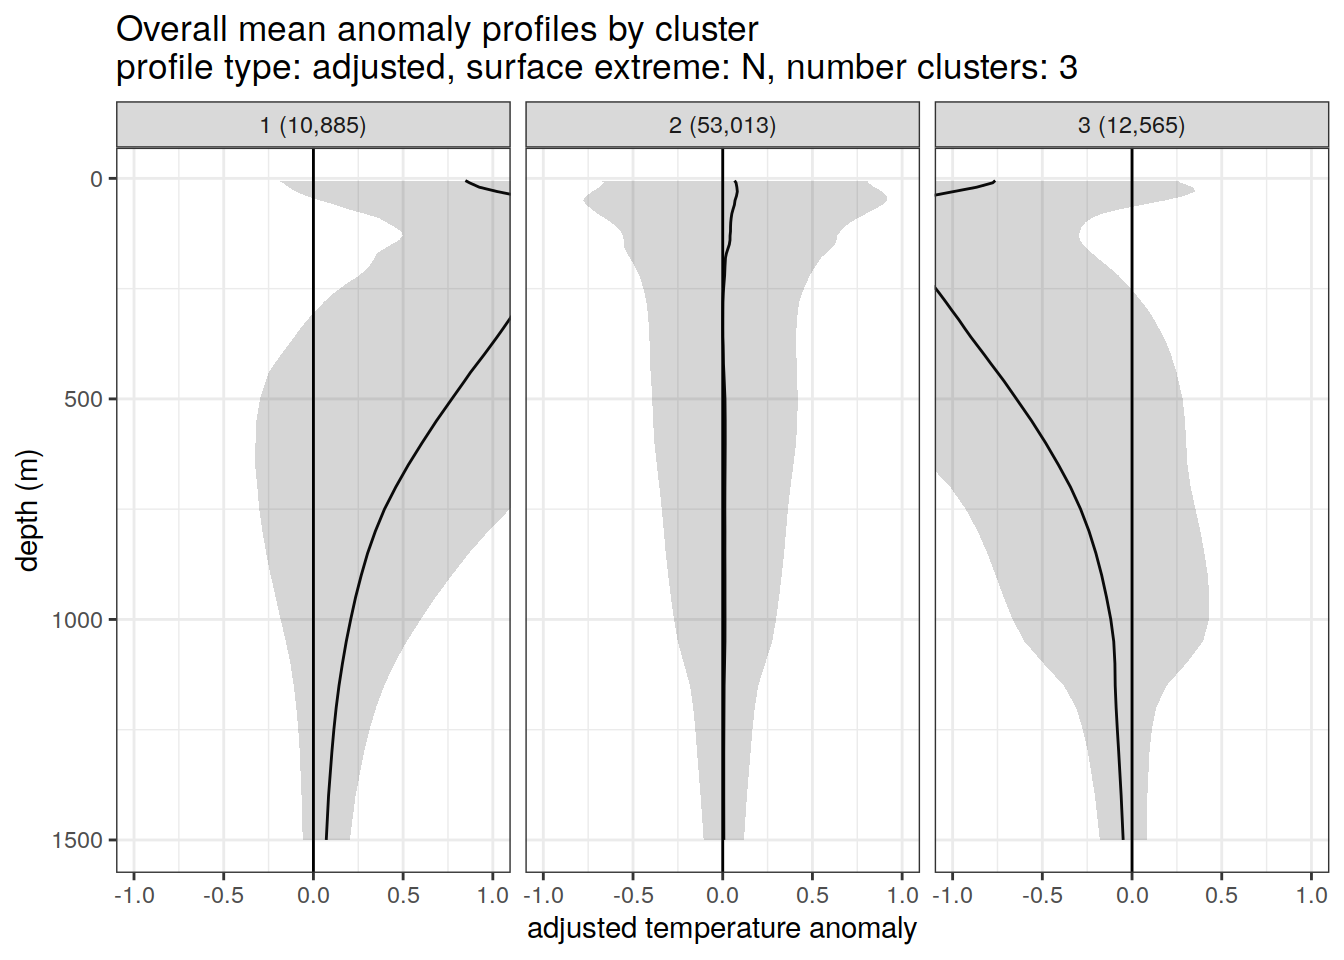 Overall mean anomaly profiles by cluster
profile type: adjusted, surface extreme: N, number clusters: 3
1 (10,885)
2 (53,013)
3 (12,565)
0
500
1000
1500
depth (m)
-1.0 -0.5 0.0 0.5 1.0
-1.0 -0.5 0.0 0.5 1.0
-1.0 -0.5 0.0 0.5 1.0
adjusted temperature anomaly